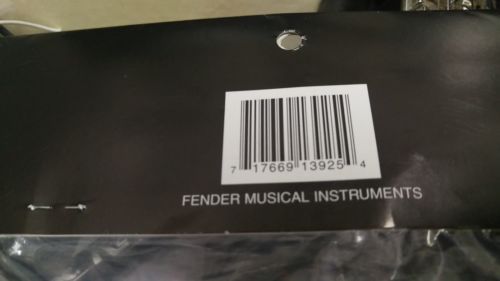 7 17669 13925 4
FENDER MUSICAL INSTRUMENTS